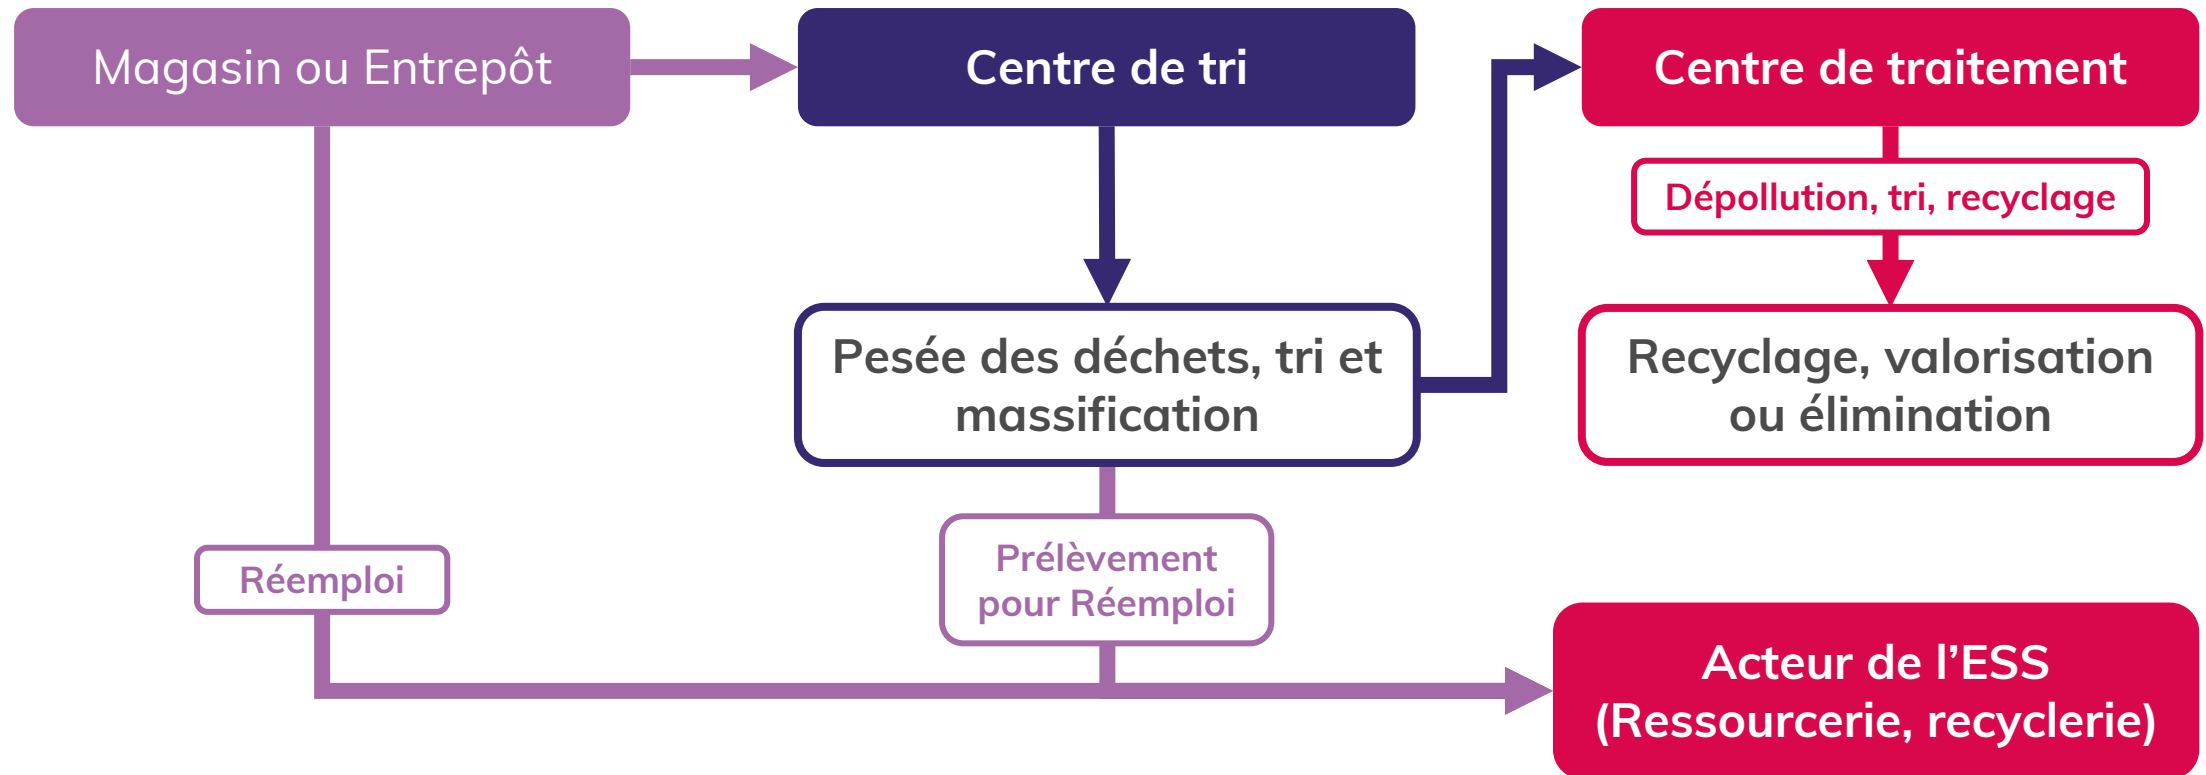 Magasin ou Entrepôt
Centre de tri
Centre de traitement
Dépollution, tri, recyclage
Pesée des déchets, tri et
massification
Recyclage, valorisation
ou élimination
Réemploi
Prélèvement
pour Réemploi
Acteur de l’ESS
(Ressourcerie, recyclerie)